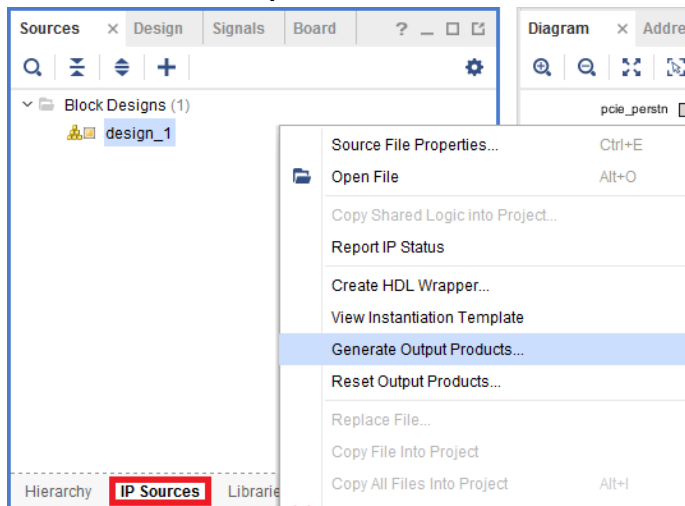 Sources × Design Signals Board ? Diagram × Addre
Block Designs (1)
pcie_perstn
design_1
Source File Properties... Ctrl+E
Open File Alt+O
Copy Shared Logic into Project...
Report IP Status
Create HDL Wrapper...
View Instantiation Template
Generate Output Products...
Reset Output Products...
Replace File...
Copy File Into Project
Copy All Files Into Project Alt+I
Hierarchy IP Sources Librarie